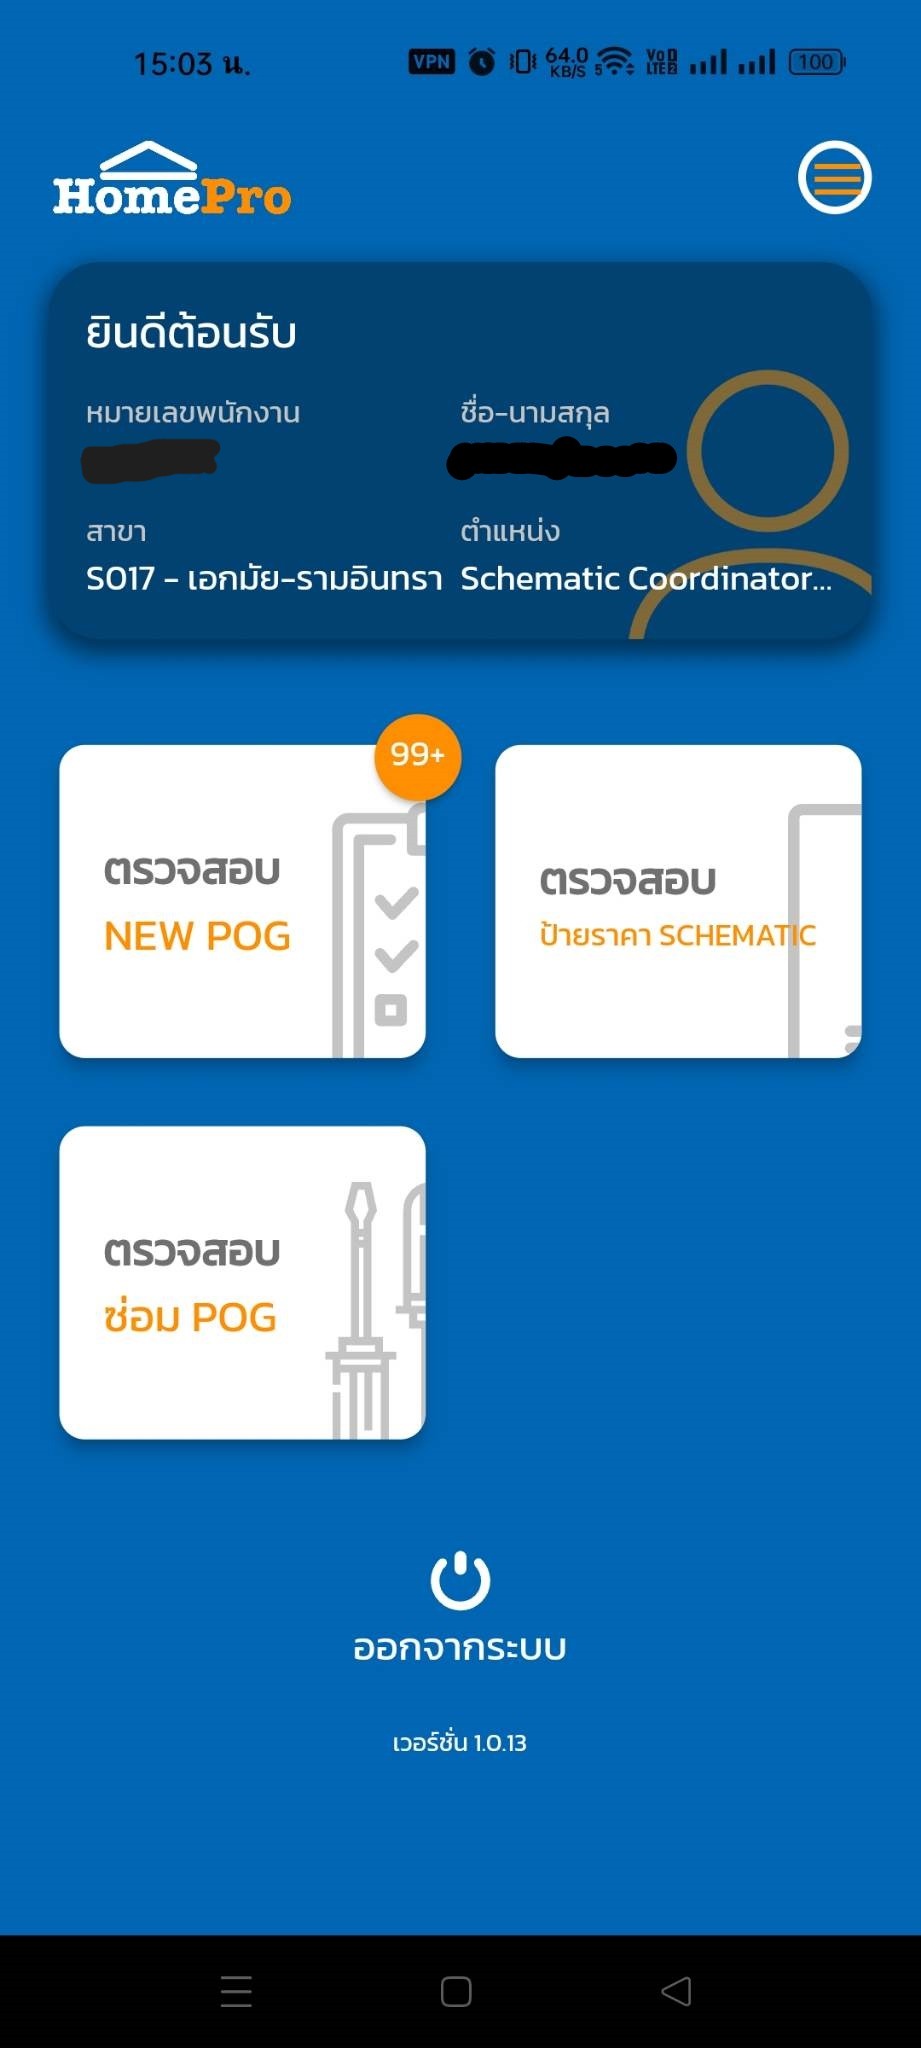 15:03 น.
VPN 64.0 KB/S 5 VoLTE 1 2 100
HomePro
ยินดีต้อนรับ
หมายเลขพนักงาน ชื่อ-นามสกุล
สาขา ตำแหน่ง
S017 - เอกมัย-รามอินทรา Schematic Coordinator...
99+
ตรวจสอบ
NEW POG
ตรวจสอบ
ป้ายราคา SCHEMATIC
ตรวจสอบ
ซ่อม POG
ออกจากระบบ
เวอร์ชั่น 1.0.13